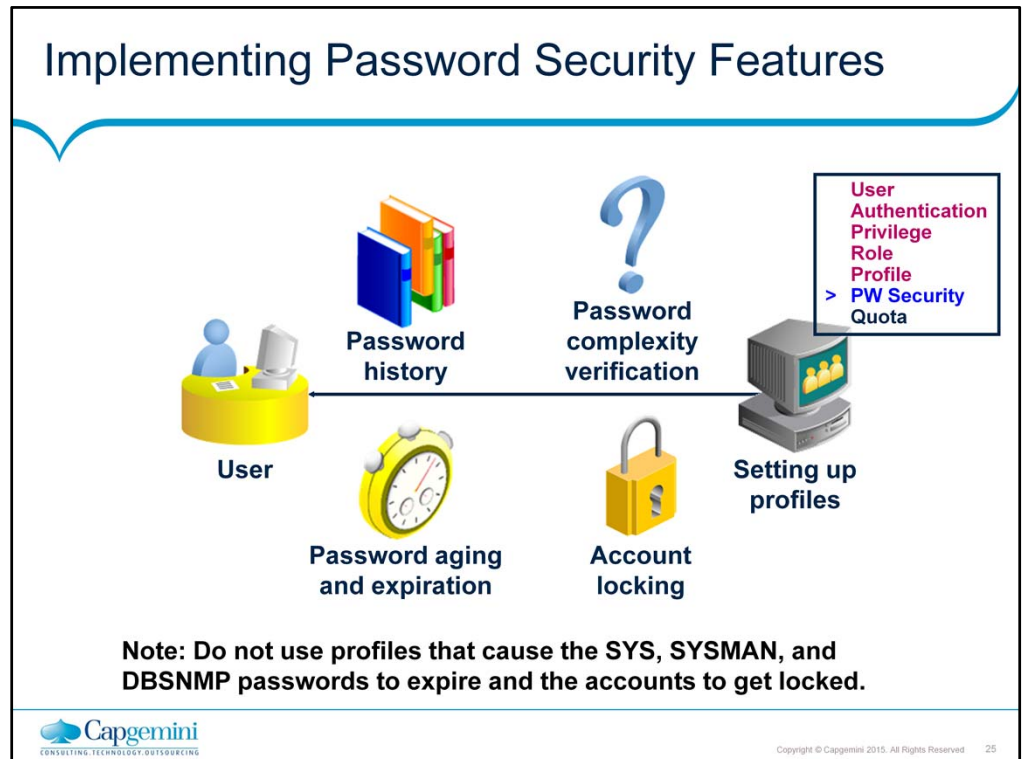 Implementing Password Security Features
User
Authentication
Privilege
Role
Profile
> PW Security
Quota
Password
history
Password
complexity
verification
User
Setting up
profiles
Password aging
and expiration
Account
locking
Note: Do not use profiles that cause the SYS, SYSMAN, and
DBSNMP passwords to expire and the accounts to get locked.
Capgemini
CONSULTING.TECHNOLOGY.OUTSOURCING
Copyright © Capgemini 2015. All Rights Reserved 25